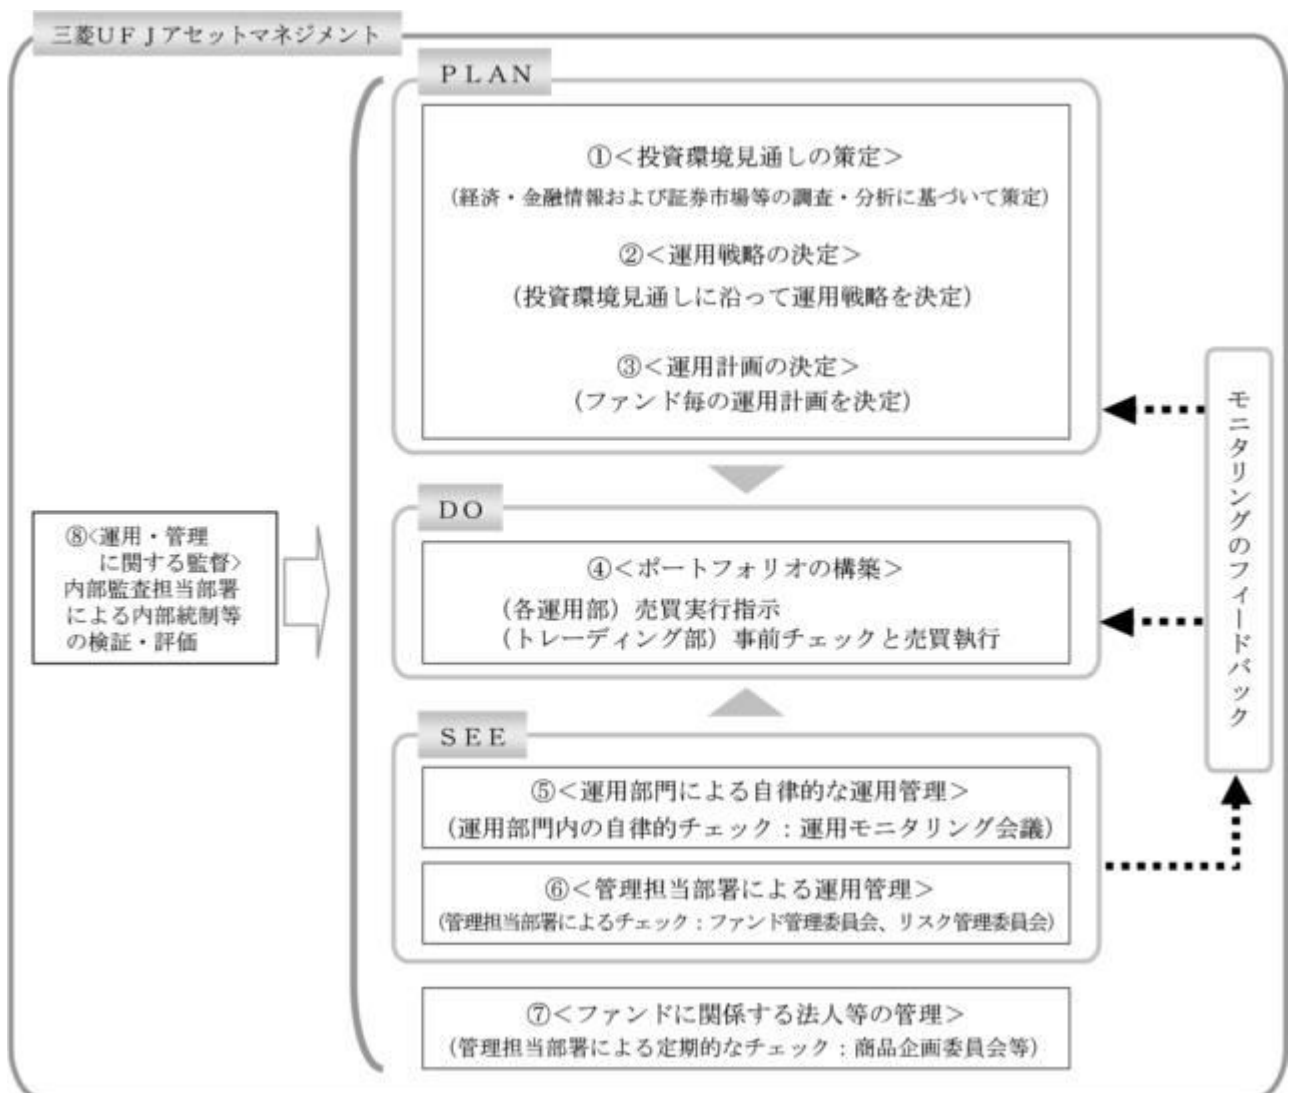 三菱ＵＦＪアセットマネジメント
ＰＬＡＮ
①＜投資環境見通しの策定＞
(経済・金融情報および証券市場等の調査・分析に基づいて策定)
②＜運用戦略の決定＞
(投資環境見通しに沿って運用戦略を決定)
③＜運用計画の決定＞
(ファンド毎の運用計画を決定)
ＤＯ
④＜ポートフォリオの構築＞
(各運用部) 売買実行指示
(トレーディング部) 事前チェックと売買執行
ＳＥＥ
⑤＜運用部門による自律的な運用管理＞
(運用部門内の自律的チェック：運用モニタリング会議)
⑥＜管理担当部署による運用管理＞
(管理担当部署によるチェック：ファンド管理委員会、リスク管理委員会)
⑦＜ファンドに関係する法人等の管理＞
(管理担当部署による定期的なチェック：商品企画委員会等)
⑧<運用・管理
に関する監督>
内部監査担当部署
による内部統制等
の検証・評価
モニタリングのフィードバック